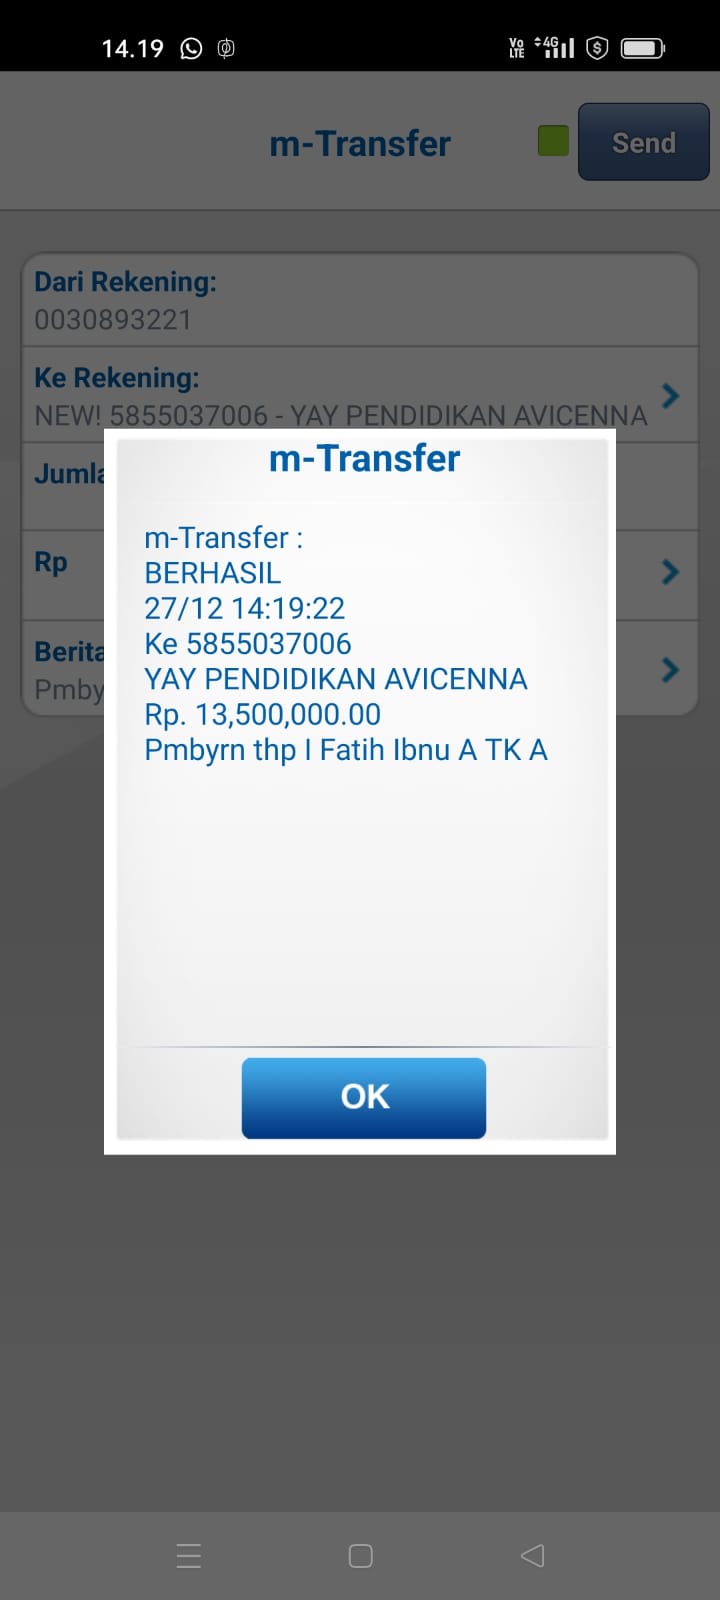 14.19
Vo LTE 4G
m-Transfer
Send
Dari Rekening:
0030893221
Ke Rekening:
NEW! 5855037006 - YAY PENDIDIKAN AVICENNA
Jumla
Rp
Berita
Pmby
m-Transfer
m-Transfer :
BERHASIL
27/12 14:19:22
Ke 5855037006
YAY PENDIDIKAN AVICENNA
Rp. 13,500,000.00
Pmbyrn thp I Fatih Ibnu A TK A
OK